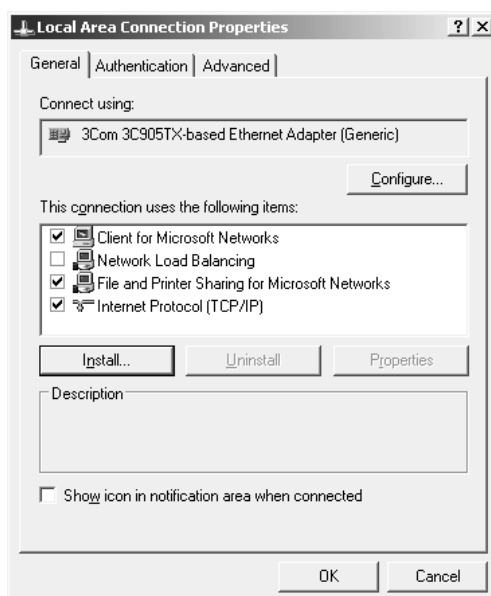 Local Area Connection Properties ? X
General Authentication Advanced
Connect using:
3Com 3C905TX-based Ethernet Adapter (Generic)
Configure...
This connection uses the following items:
Client for Microsoft Networks
Network Load Balancing
File and Printer Sharing for Microsoft Networks
Internet Protocol (TCP/IP)
Install... Uninstall Properties
Description
Show icon in notification area when connected
OK Cancel